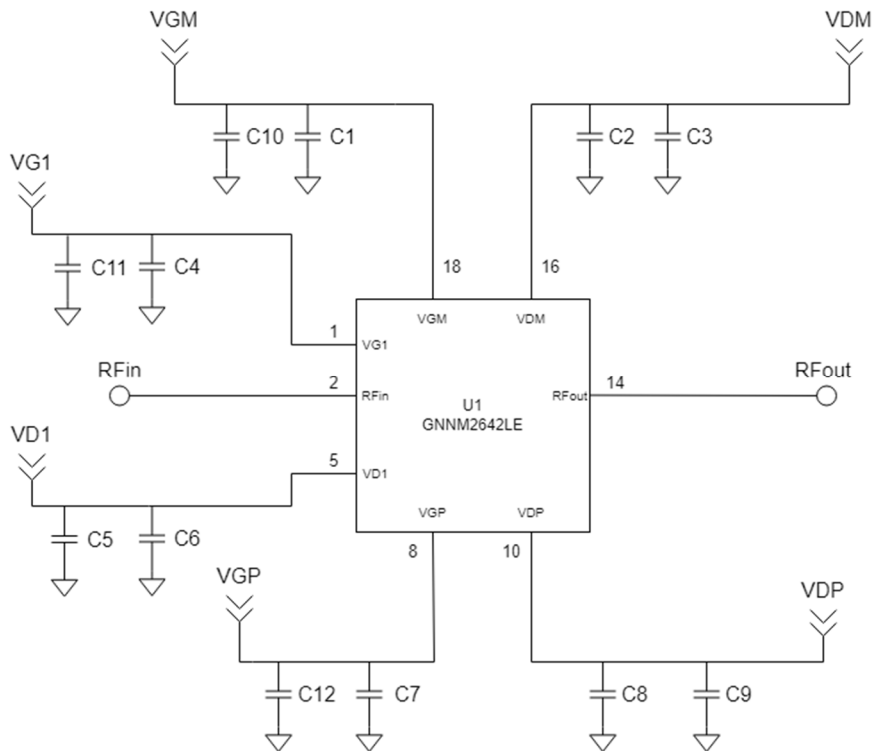 VGM
VDM
C10
C1
C2
C3
VG1
C11
C4
18
16
VGM
VDM
1
VG1
RFin
2
RFin
U1
GNNM2642LE
RFout
14
RFout
VD1
5
VD1
C5
C6
VGP
VDP
8
10
VGP
VDP
C12
C7
C8
C9